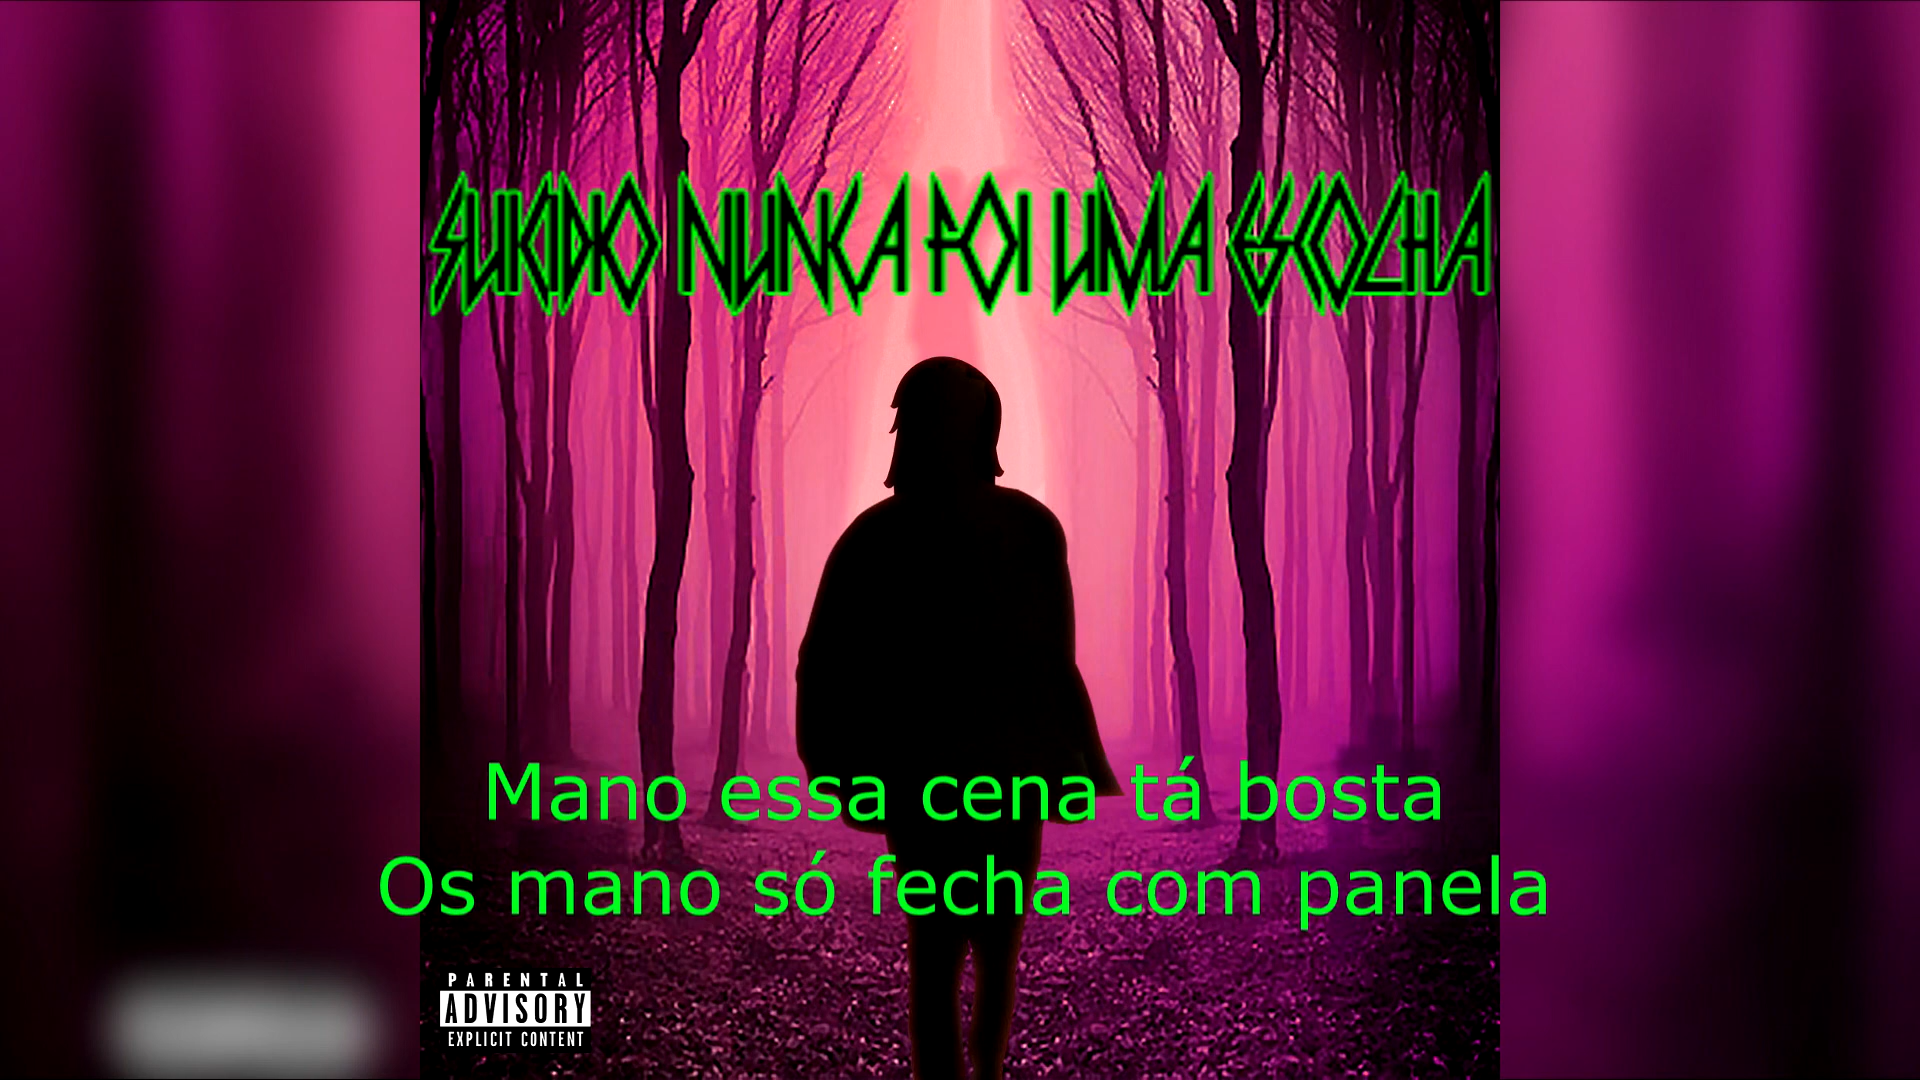 SUICIDIO NUNCA FOI UMA ESCOLHA
Mano essa cena tá bosta
Os mano só fecha com panela
PARENTAL
ADVISORY
EXPLICIT CONTENT